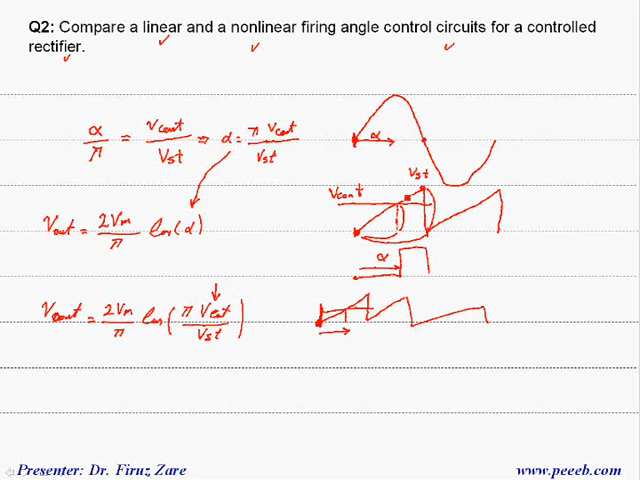 Q2: Compare a linear and a nonlinear firing angle control circuits for a controlled
rectifier.
α/π = Vcont/Vst ⇒ α = π Vcont/Vst
α
Vst
Vcont
Vout = 2Vm/π Cos(α)
α
Vout = 2Vm/π Cos(π Vcont/Vst)
Presenter: Dr. Firuz Zare
www.peeeb.com